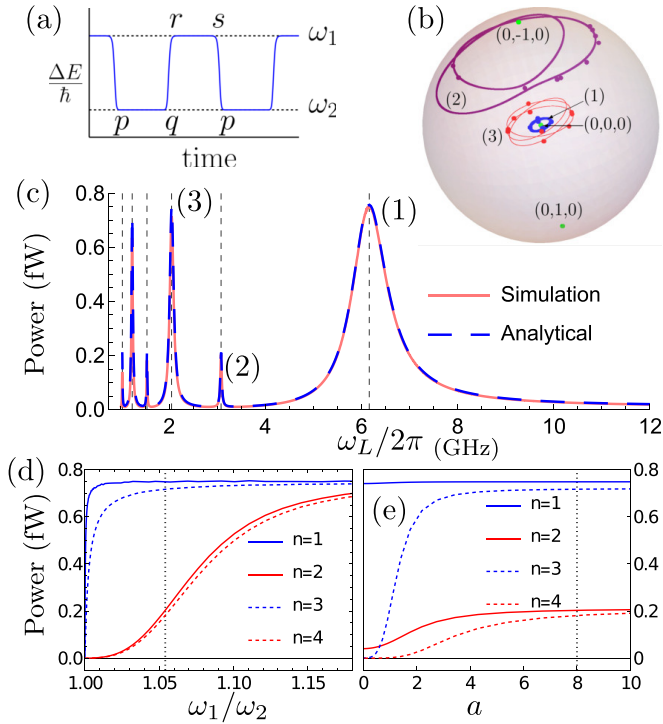 (a)
r s
ω₁
ΔE/ħ
ω₂
p q p
time
(b)
(0,-1,0)
(2)
(1)
(3)
(0,0,0)
(0,1,0)
(c)
0.8
0.6
0.4
0.2
0.0
Power (fW)
(3)
(1)
(2)
Simulation
Analytical
2 4 6 8 10 12
ω_L/2π (GHz)
(d)
0.8
0.6
0.4
0.2
0
Power (fW)
n=1
n=2
n=3
n=4
1.00 1.05 1.10 1.15
ω₁/ω₂
(e)
n=1
n=2
n=3
n=4
0.8
0.6
0.4
0.2
0
0 2 4 6 8 10
a